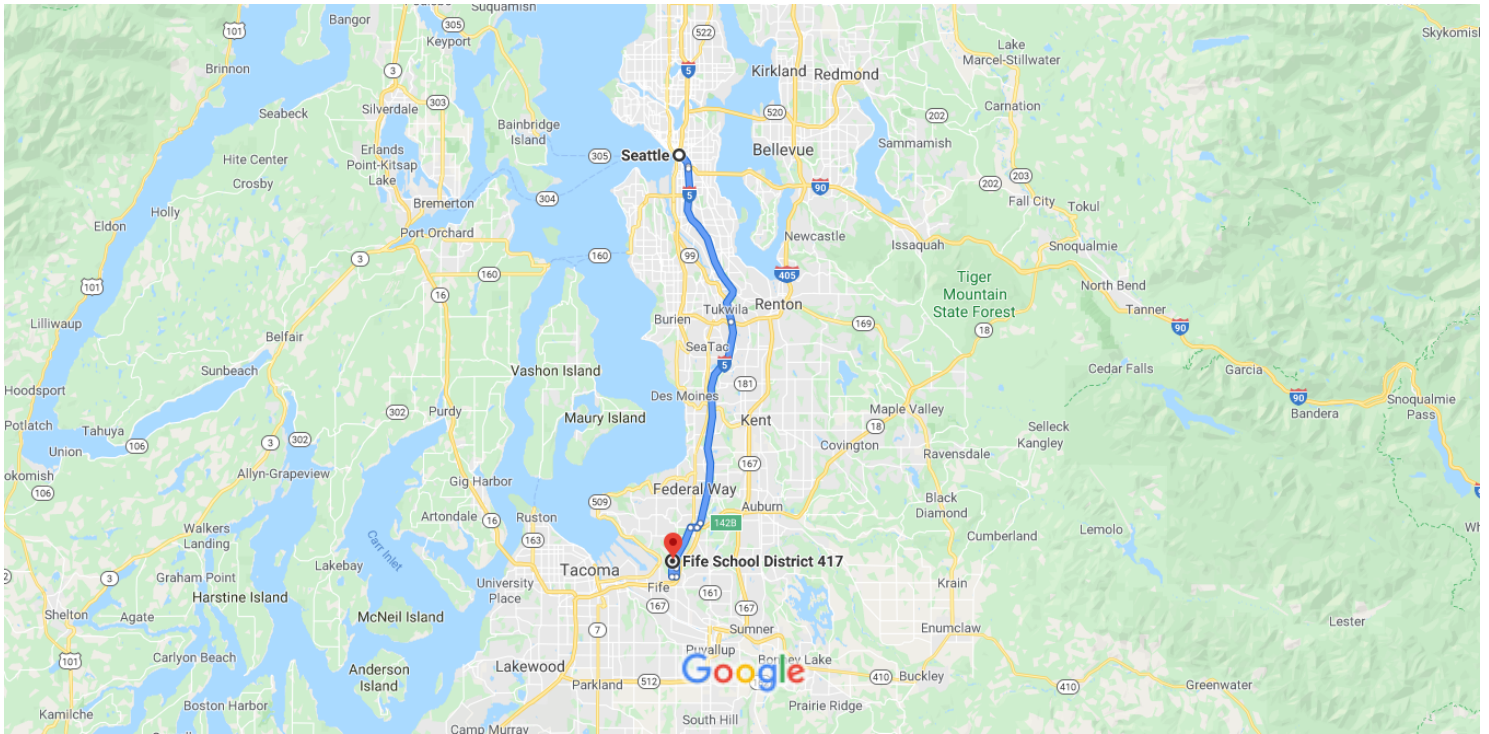 Bangor
Suquamish
Skykomish
101
305
522
Keyport
Lake
Marcel-Stillwater
Brinnon
3
5
Kirkland
Redmond
Silverdale
303
Seabeck
520
Carnation
202
Bainbridge
Island
Erlands
Point-Kitsap
Lake
Hite Center
305
Seattle
Bellevue
Sammamish
Crosby
90
202
203
Bremerton
304
5
Fall City
Tokul
Holly
Eldon
Port Orchard
Newcastle
Issaquah
Snoqualmie
3
160
99
160
405
101
16
Tiger
Mountain
State Forest
North Bend
Tanner
Lilliwaup
Tukwila
Renton
Burien
169
18
90
Belfair
SeaTac
Sunbeach
Vashon Island
5
Cedar Falls
Garcia
Hoodsport
181
90
Des Moines
Bandera
Snoqualmie
Pass
Potlatch
Tahuya
302
Purdy
Maury Island
Kent
Maple Valley
18
Selleck
Kangley
Union
106
3
302
Covington
Ravensdale
okomish
Allyn-Grapeview
167
106
Gig Harbor
Federal Way
509
Black
Diamond
Auburn
Artondale
16
Ruston
142B
Walkers
Landing
163
Lemolo
Cumberland
Carr Inlet
Lakebay
Tacoma
Fife School District 417
3
Graham Point
University
Place
Fife
161
Krain
Harstine Island
167
167
Shelton
Agate
McNeil Island
7
Sumner
Enumclaw
Lester
Puyallup
101
Carlyon Beach
Anderson
Island
Lakewood
Google
Bonney Lake
410
Buckley
Parkland
512
410
Greenwater
Kamilche
Boston Harbor
Prairie Ridge
South Hill
Camp Murray